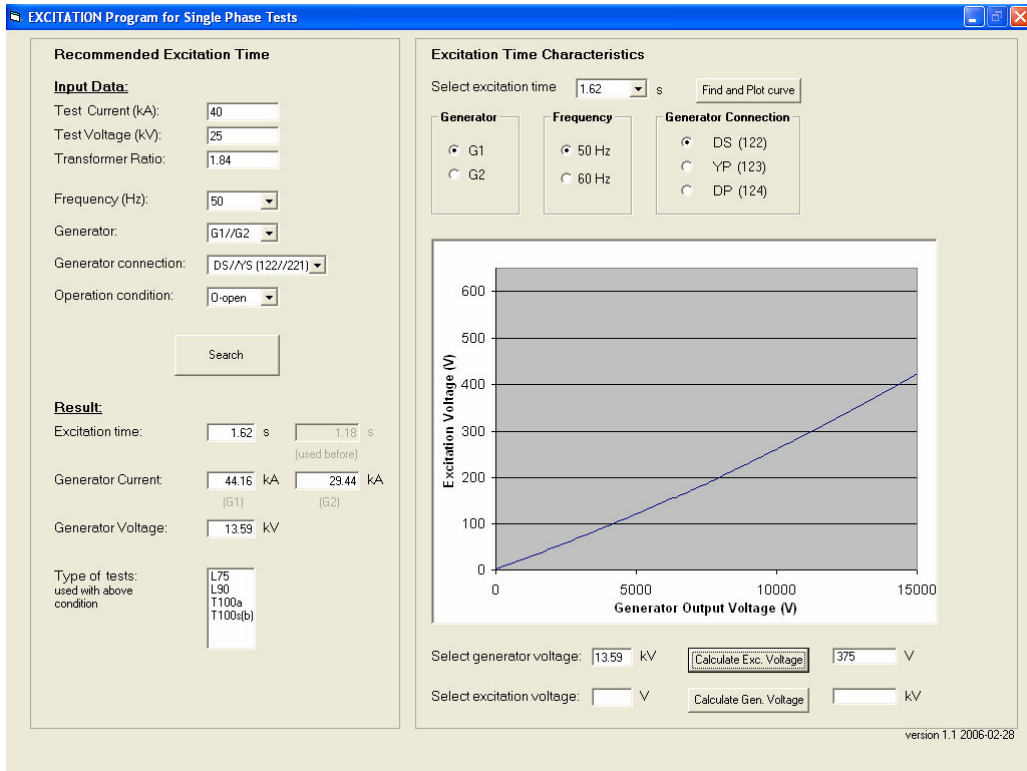 EXCITATION Program for Single Phase Tests
Recommended Excitation Time
Input Data:
Test Current (kA): 40
Test Voltage (kV): 25
Transformer Ratio: 1.84
Frequency (Hz): 50
Generator: G1//G2
Generator connection: DS//YS (122//221)
Operation condition: O-open
Search
Result:
Excitation time: 1.62 s 1.18 s
(used before)
Generator Current: 44.16 kA 29.44 kA
(G1) (G2)
Generator Voltage: 13.59 kV
Type of tests:
used with above
condition
L75
L90
T100a
T100s(b)
Excitation Time Characteristics
Select excitation time 1.62 s Find and Plot curve
Generator
G1
G2
Frequency
50 Hz
60 Hz
Generator Connection
DS (122)
YP (123)
DP (124)
Excitation Voltage (V)
600
500
400
300
200
100
0
0 5000 10000 15000
Generator Output Voltage (V)
Select generator voltage: 13.59 kV Calculate Exc. Voltage 375 V
Select excitation voltage: V Calculate Gen. Voltage kV
version 1.1 2006-02-28